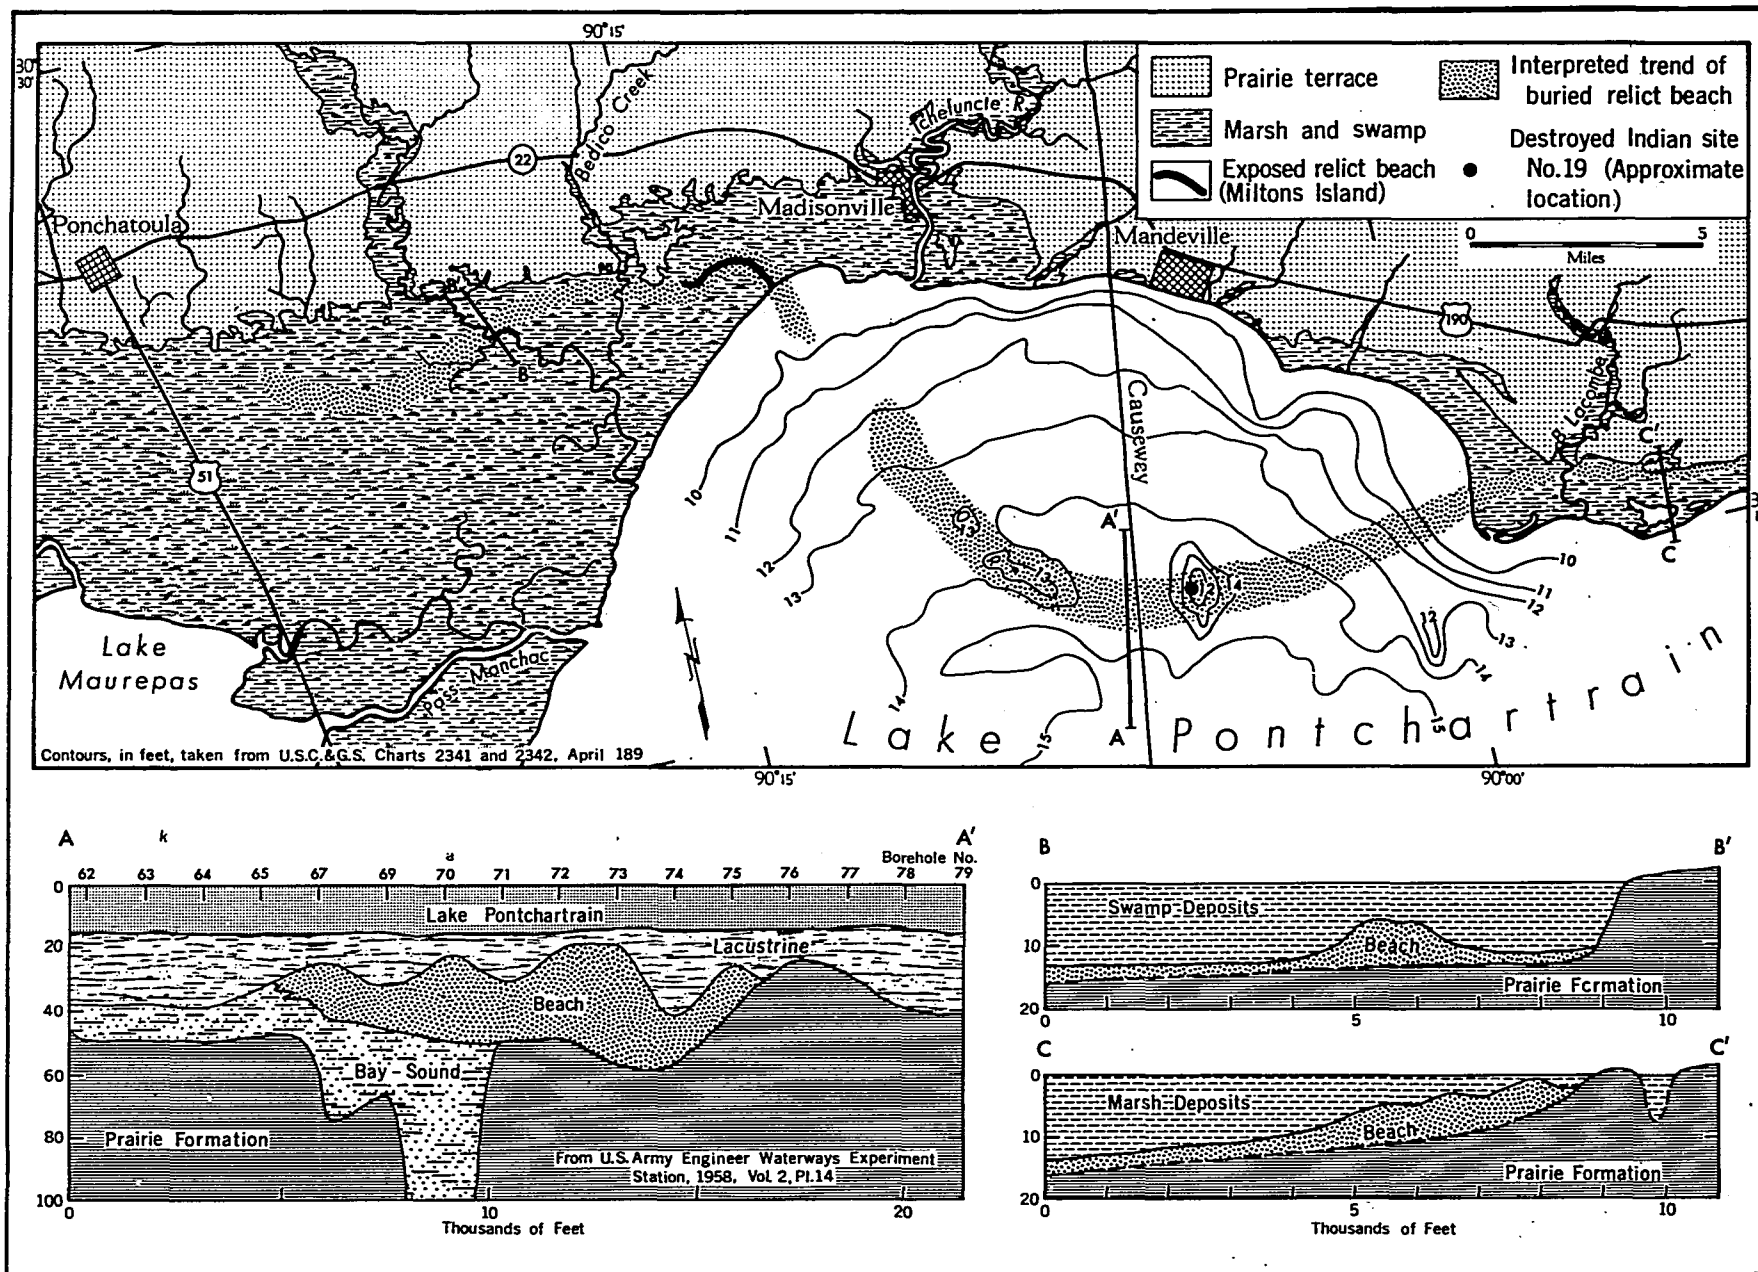 90°15'
30°
30'
Prairie terrace
Marsh and swamp
Exposed relict beach
(Miltons Island)
Interpreted trend of
buried relict beach
Destroyed Indian site
No.19 (Approximate
location)
0 5
Miles
Bedico Creek
Tchefuncte R.
22
Ponchatoula
Madisonville
Mandeville
190
B'
B
51
Causeway
B. Lacombe
C'
C
10
11
12
13
13
13
A'
12
14
10
11
12
12
13
14
14
15
15
A
Lake
Maurepas
Pass Manchac
Lake Pontchartrain
Contours, in feet, taken from U.S.C.&G.S. Charts 2341 and 2342, April 189
90°15'
90°00'
A k A'
a Borehole No.
62 63 64 65 67 69 70 71 72 73 74 75 76 77 78 79
0
20
40
60
80
100
Lake Pontchartrain
Lacustrine
Beach
Bay-Sound
Prairie Formation
From U.S. Army Engineer Waterways Experiment
Station, 1958, Vol. 2, Pl.14
0 10 20
Thousands of Feet
B B'
0
10
20
Swamp Deposits
Beach
Prairie Formation
0 5 10
C C'
0
10
20
Marsh Deposits
Beach
Prairie Formation
0 5 10
Thousands of Feet